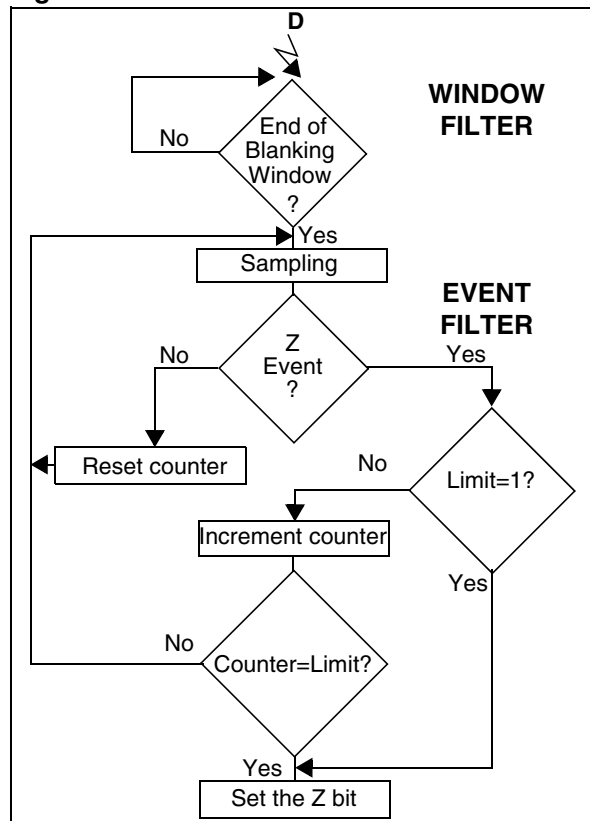 D
WINDOW
FILTER
End of
Blanking
Window
?
No
Yes
Sampling
EVENT
FILTER
Z
Event
?
No
Yes
Reset counter
Limit=1?
No
Increment counter
Yes
Counter=Limit?
No
Yes
Set the Z bit